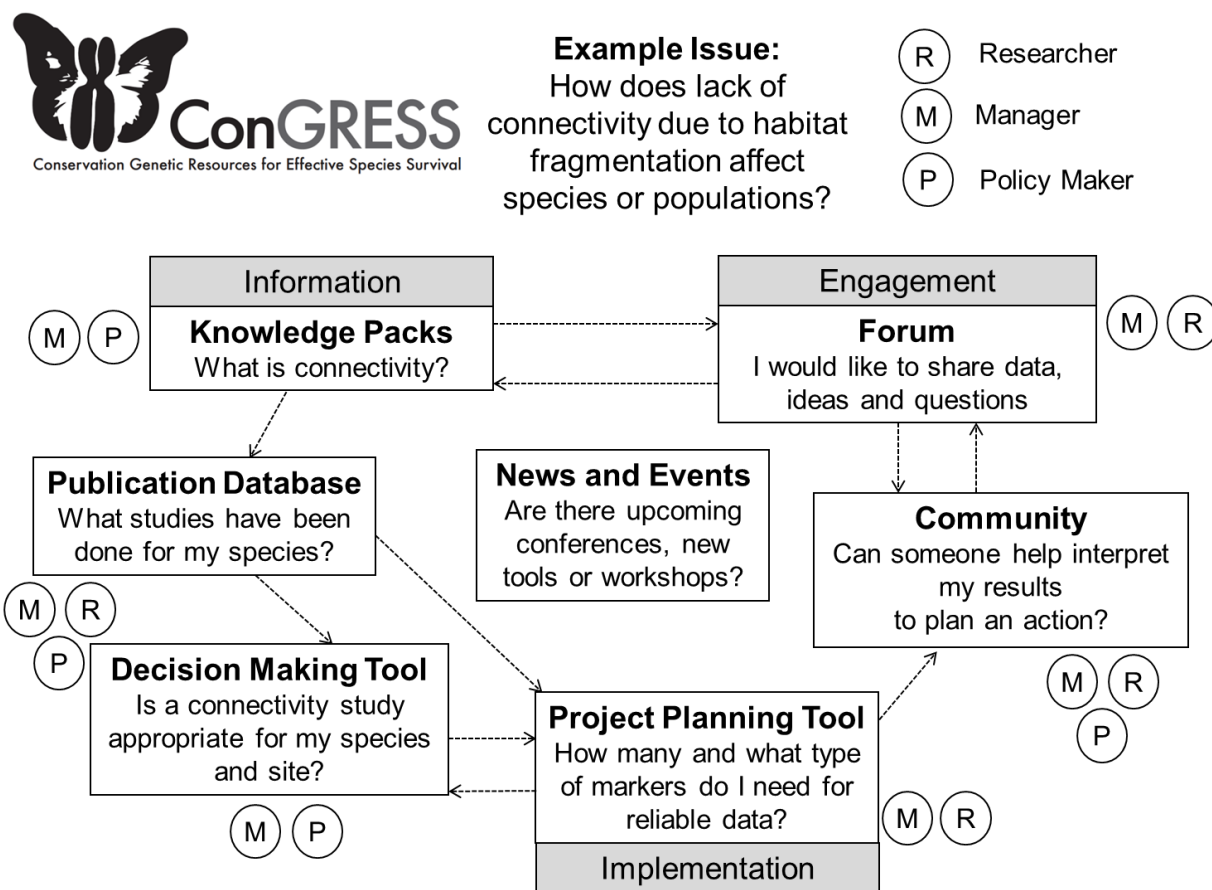 ConGRESS
Conservation Genetic Resources for Effective Species Survival
Example Issue:
How does lack of
connectivity due to habitat
fragmentation affect
species or populations?
R Researcher
M Manager
P Policy Maker
Information
Knowledge Packs
What is connectivity?
M P
Engagement
Forum
I would like to share data,
ideas and questions
M R
Publication Database
What studies have been
done for my species?
M R
P
News and Events
Are there upcoming
conferences, new
tools or workshops?
Community
Can someone help interpret
my results
to plan an action?
M R
P
Decision Making Tool
Is a connectivity study
appropriate for my species
and site?
M P
Project Planning Tool
How many and what type
of markers do I need for
reliable data?
Implementation
M R